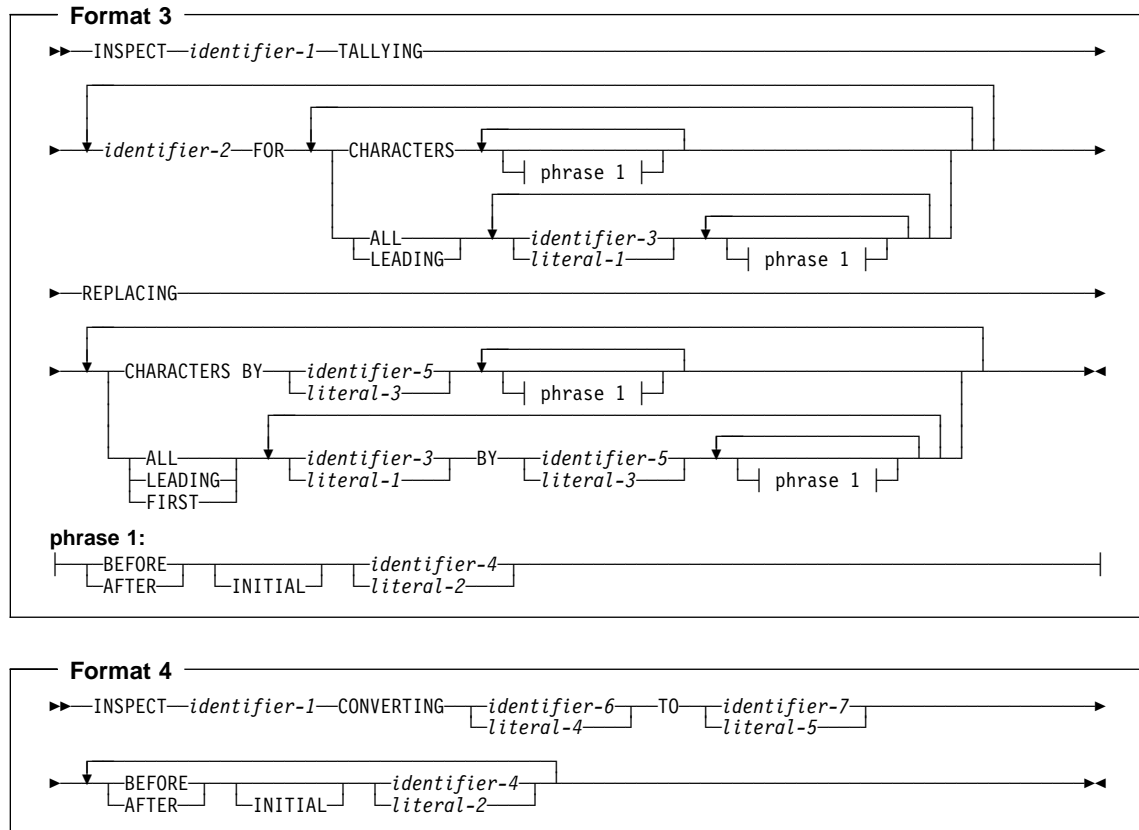 Format 3
INSPECT identifier-1 TALLYING
identifier-2 FOR CHARACTERS
phrase 1
ALL identifier-3
LEADING literal-1 phrase 1
REPLACING
CHARACTERS BY identifier-5
literal-3 phrase 1
ALL identifier-3 BY identifier-5
LEADING literal-1 literal-3 phrase 1
FIRST
phrase 1:
BEFORE identifier-4
AFTER INITIAL literal-2
Format 4
INSPECT identifier-1 CONVERTING identifier-6 TO identifier-7
literal-4 literal-5
BEFORE identifier-4
AFTER INITIAL literal-2